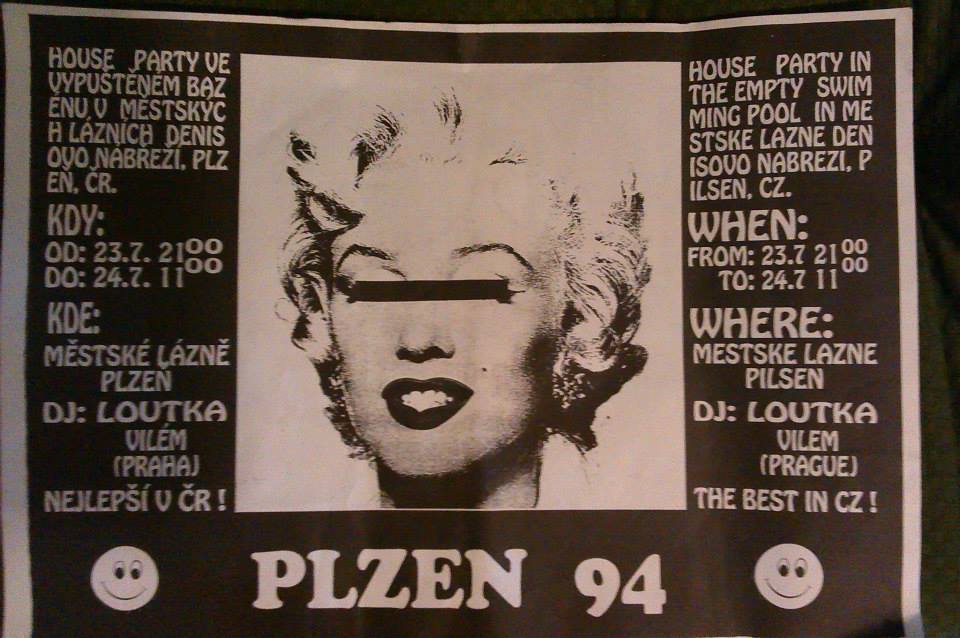 HOUSE PARTY VE
VYPUŠTĚNÉM BAZ
ENU V MĚSTSKÝC
H LÁZNÍCH DENIS
OVO NÁBŘEŽÍ, PLZ
EŇ, ČR.
KDY:
OD: 23.7. 21⁰⁰
DO: 24.7. 11⁰⁰
KDE:
MĚSTSKÉ LÁZNĚ
PLZEŇ
DJ: LOUTKA
VILÉM
(PRAHA)
NEJLEPŠÍ V ČR !
HOUSE PARTY IN
THE EMPTY SWIM
MING POOL IN ME
STSKE LAZNE DEN
ISOVO NABREZI, P
ILSEN, CZ.
WHEN:
FROM: 23.7 21⁰⁰
TO: 24.7 11⁰⁰
WHERE:
MESTSKE LAZNE
PILSEN
DJ: LOUTKA
VILEM
(PRAGUE)
THE BEST IN CZ !
PLZEN 94